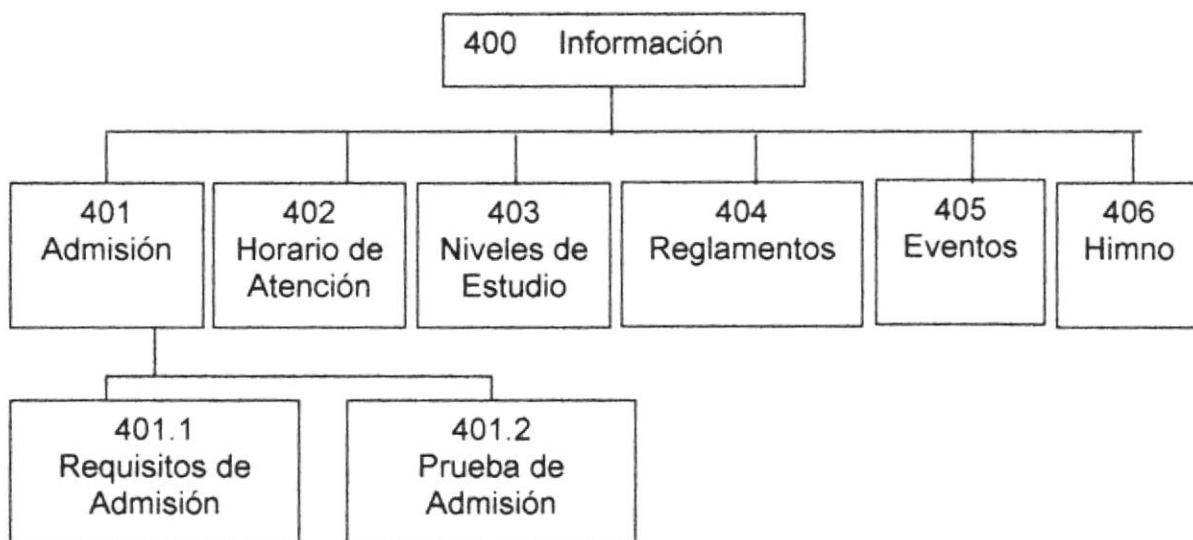 400 Información
401
Admisión
402
Horario de
Atención
403
Niveles de
Estudio
404
Reglamentos
405
Eventos
406
Himno
401.1
Requisitos de
Admisión
401.2
Prueba de
Admisión